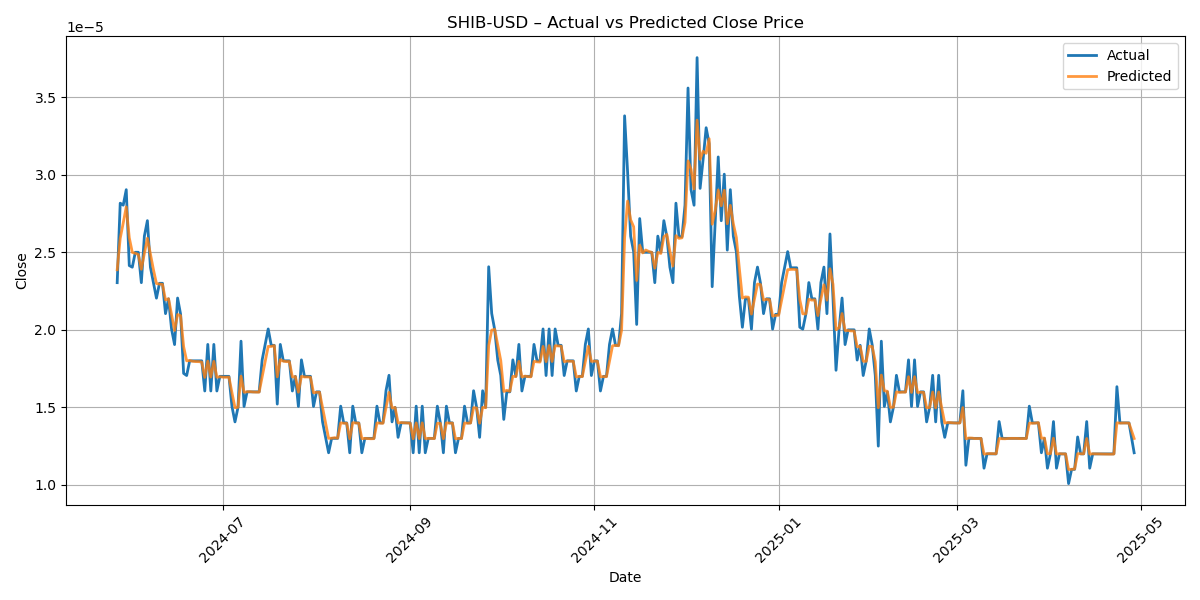 SHIB-USD – Actual vs Predicted Close Price
1e−5
Actual
Predicted
3.5
3.0
2.5
2.0
1.5
1.0
Close
2024-07
2024-09
2024-11
2025-01
2025-03
2025-05
Date